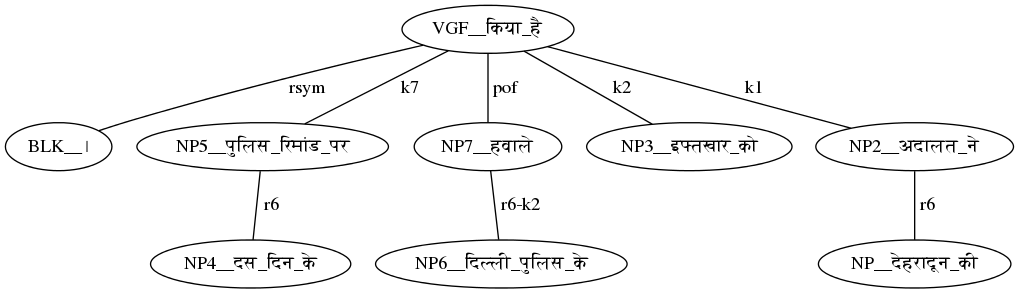 VGF__किया_है
rsym k7 pof k2 k1
BLK__। NP5__पुलिस_रिमांड_पर NP7__हवाले NP3__इफ्तखार_को NP2__अदालत_ने
r6 r6-k2 r6
NP4__दस_दिन_के NP6__दिल्ली_पुलिस_के NP__देहरादून_की